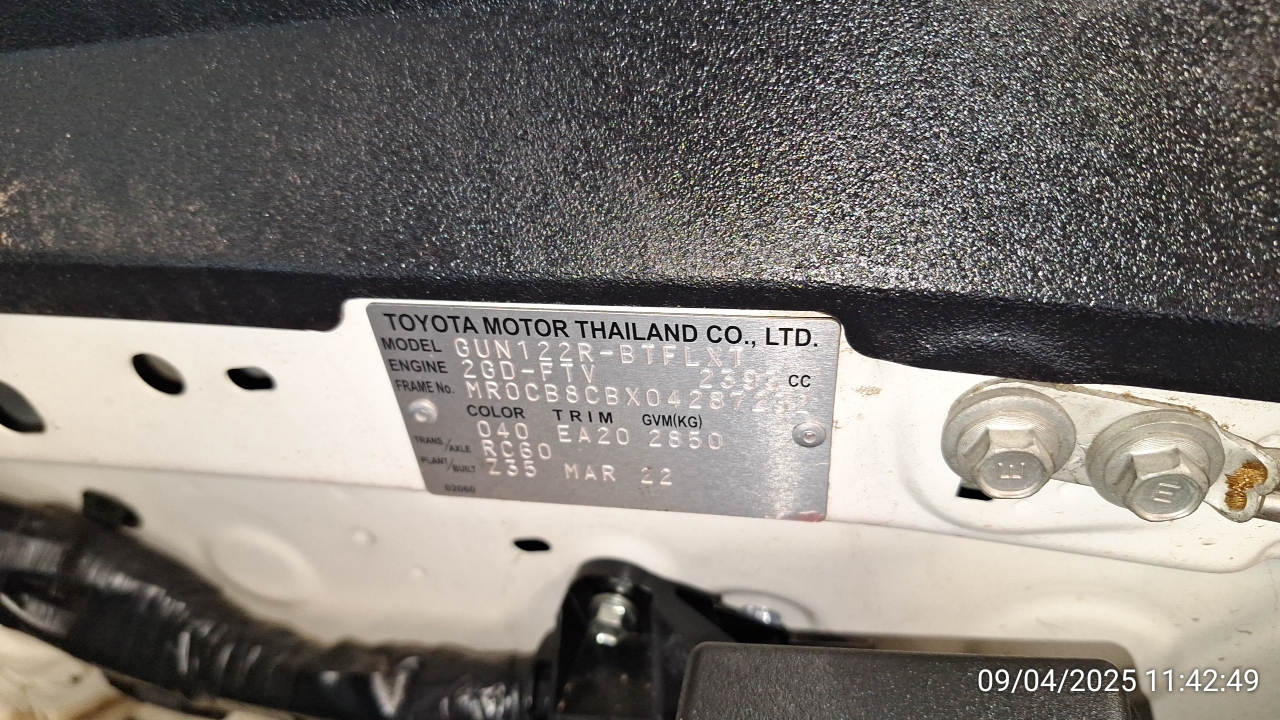 TOYOTA MOTOR THAILAND CO., LTD.
MODEL GUN122R-BTFLXT
ENGINE 2GD-FTV 2393 CC
FRAME No.
COLOR TRIM GVM(KG)
040 EA20 2850
TRANS/AXLE RC60
PLANT/BUILT Z35 MAR 22
02060
09/04/2025 11:42:49